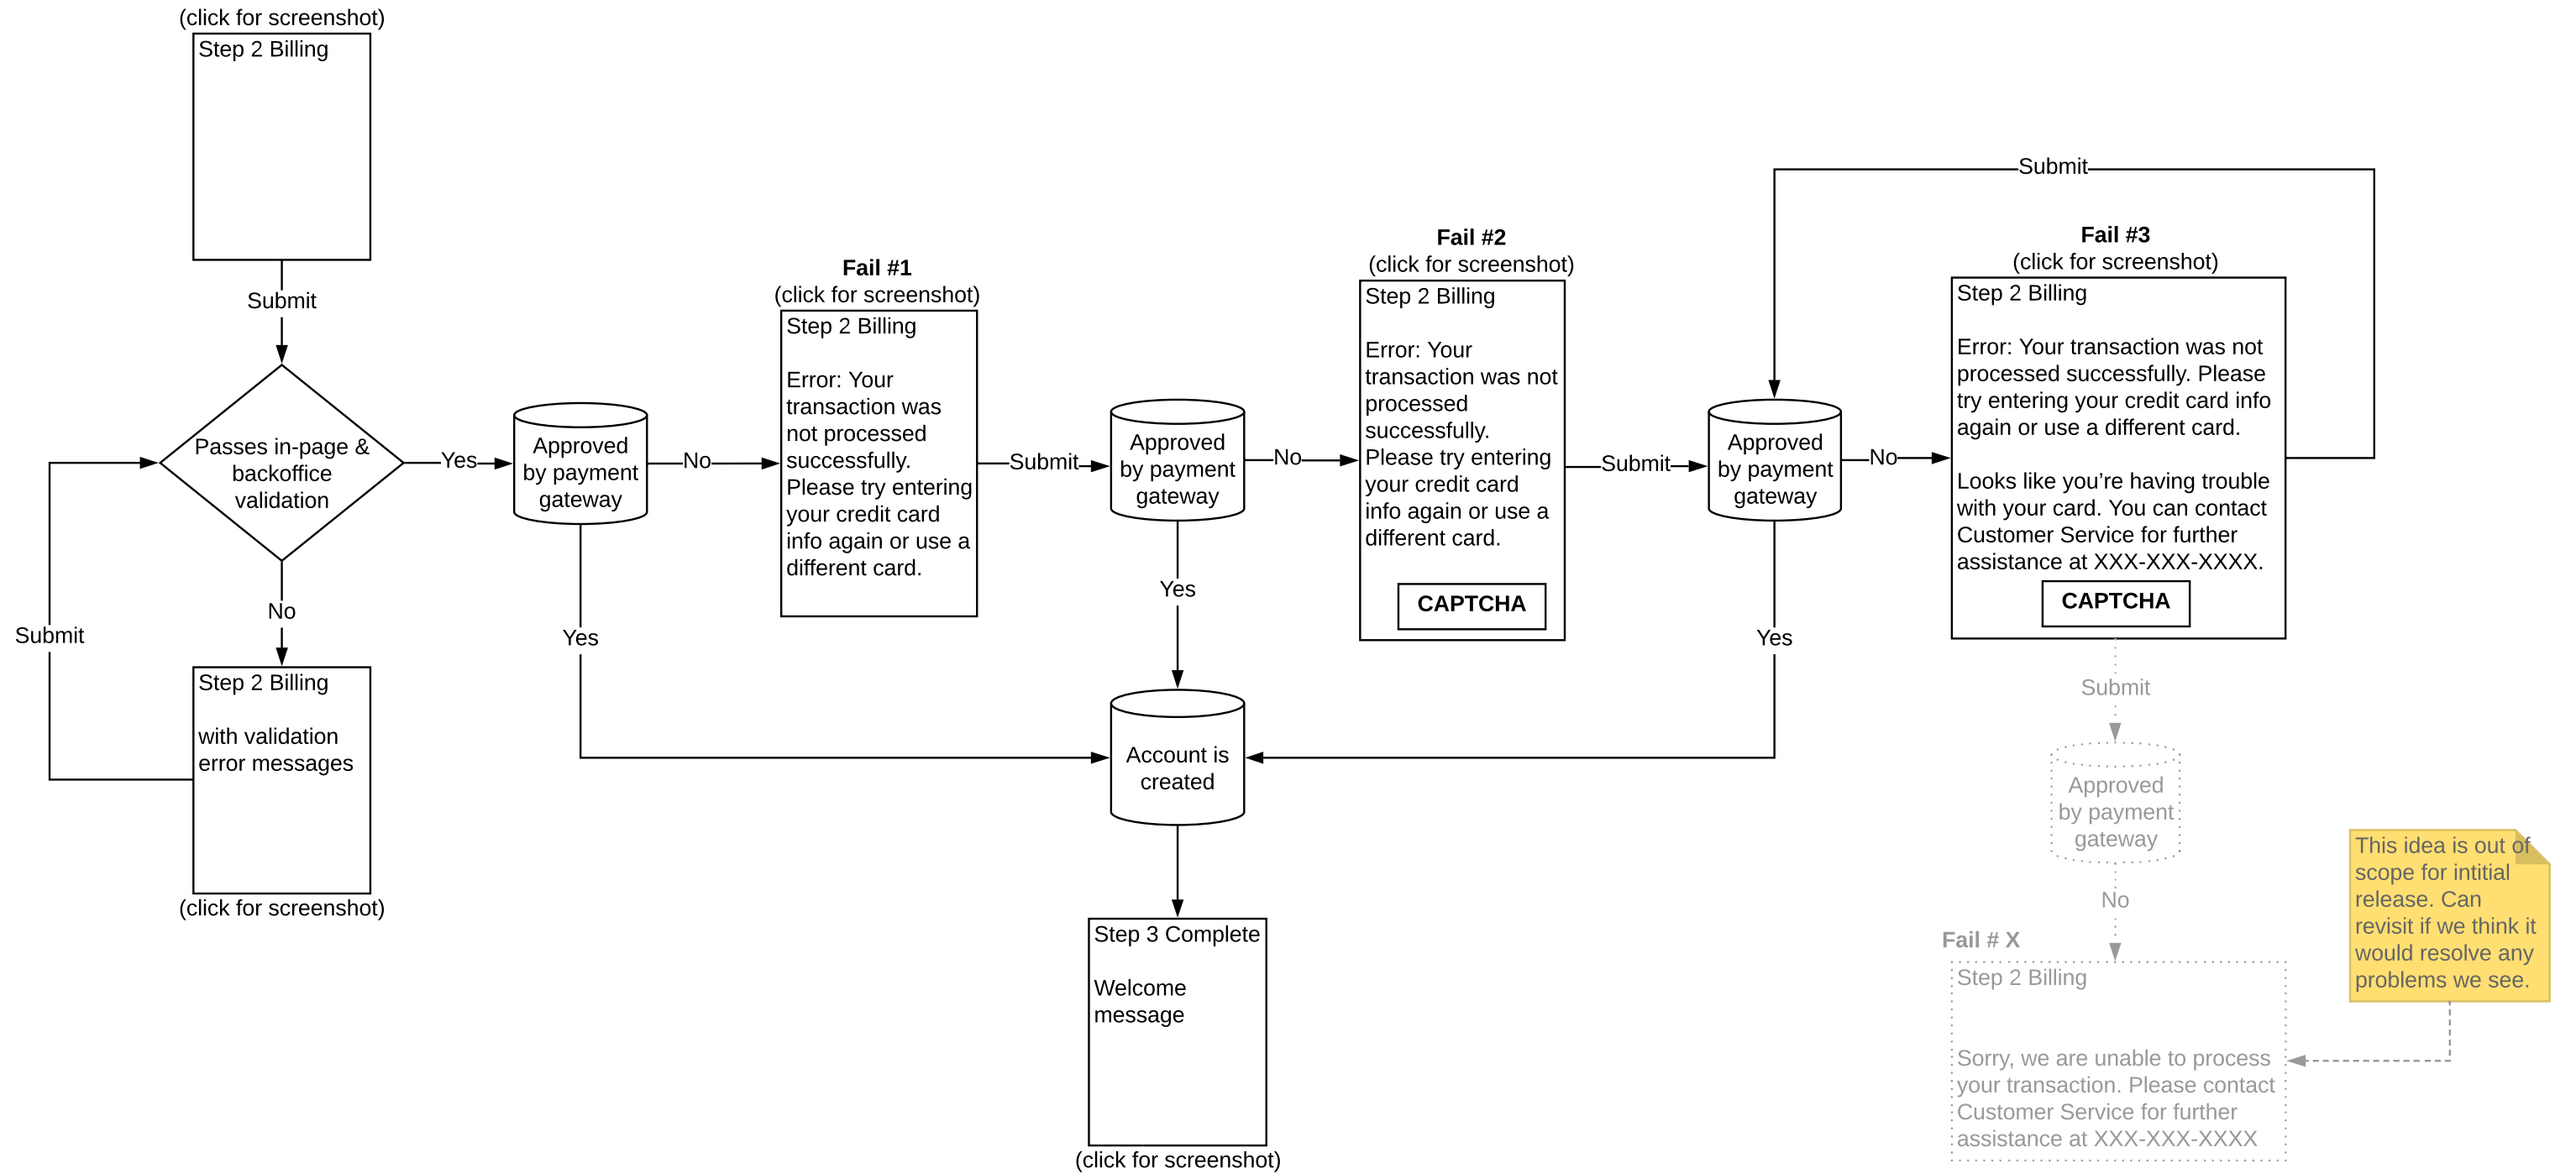 (click for screenshot)
Step 2 Billing
Submit
Passes in-page &
backoffice
validation
Yes
No
Submit
Step 2 Billing
with validation
error messages
(click for screenshot)
Approved
by payment
gateway
No
Yes
Fail #1
(click for screenshot)
Step 2 Billing
Error: Your
transaction was
not processed
successfully.
Please try entering
your credit card
info again or use a
different card.
Submit
Approved
by payment
gateway
No
Yes
Account is
created
Step 3 Complete
Welcome
message
(click for screenshot)
Fail #2
(click for screenshot)
Step 2 Billing
Error: Your
transaction was not
processed
successfully.
Please try entering
your credit card
info again or use a
different card.
CAPTCHA
Submit
Approved
by payment
gateway
No
Yes
Submit
Fail #3
(click for screenshot)
Step 2 Billing
Error: Your transaction was not
processed successfully. Please
try entering your credit card info
again or use a different card.
Looks like you’re having trouble
with your card. You can contact
Customer Service for further
assistance at XXX-XXX-XXXX.
CAPTCHA
Submit
Approved
by payment
gateway
No
Fail # X
Step 2 Billing
Sorry, we are unable to process
your transaction. Please contact
Customer Service for further
assistance at XXX-XXX-XXXX
This idea is out of
scope for intitial
release. Can
revisit if we think it
would resolve any
problems we see.